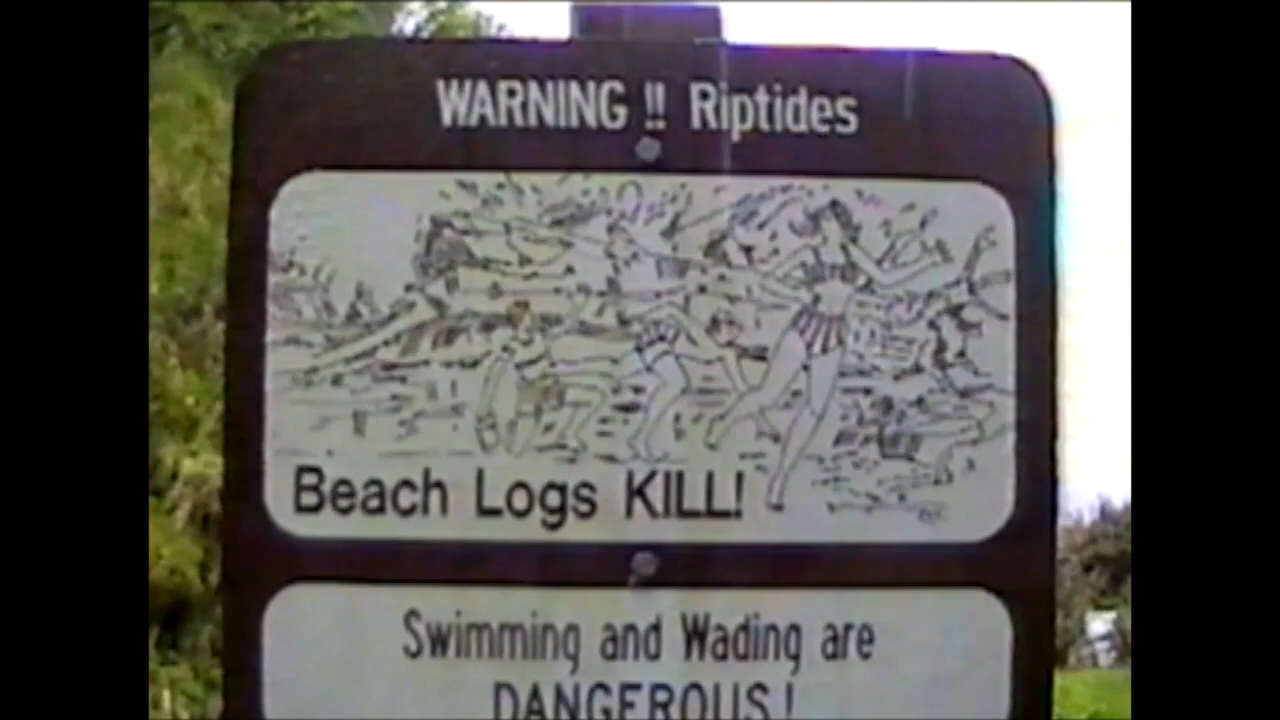 WARNING !! Riptides
Beach Logs KILL!
Swimming and Wading are
DANGEROUS!